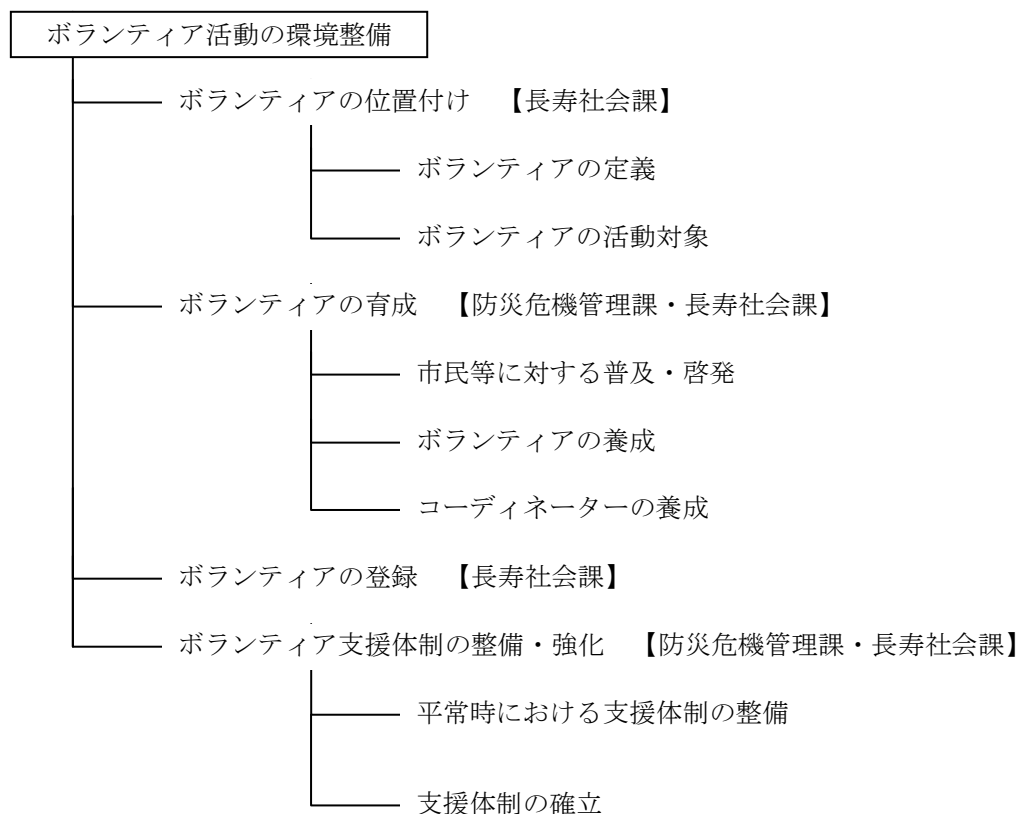 ボランティア活動の環境整備
ボランティアの位置付け　【長寿社会課】
ボランティアの定義
ボランティアの活動対象
ボランティアの育成　【防災危機管理課・長寿社会課】
市民等に対する普及・啓発
ボランティアの養成
コーディネーターの養成
ボランティアの登録　【長寿社会課】
ボランティア支援体制の整備・強化　【防災危機管理課・長寿社会課】
平常時における支援体制の整備
支援体制の確立